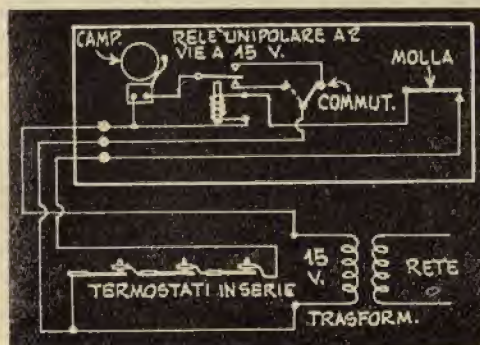 CAMP.
RELE' UNIPOLARE A 2
VIE A 15 V.
MOLLA
COMMUT.
TERMOSTATI IN SERIE
15
V.
RETE
TRASFORM.